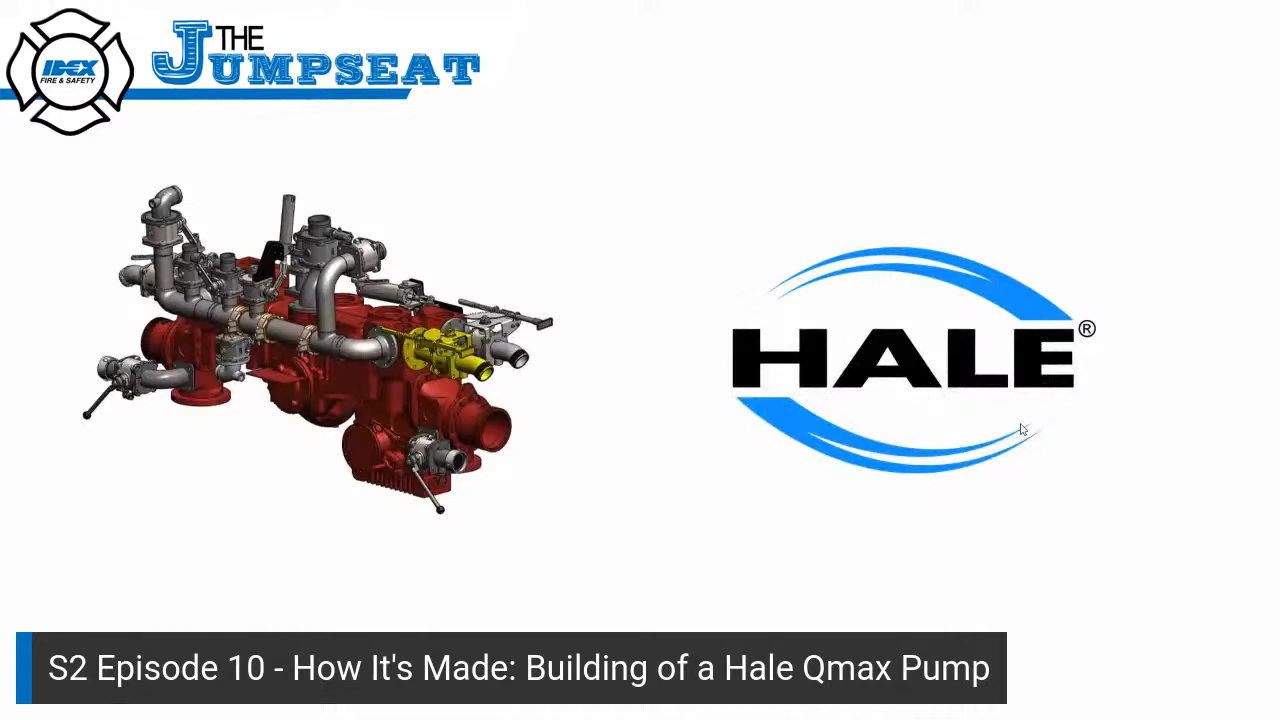 THE
JUMPSEAT
IDEX
FIRE & SAFETY
HALE®
S2 Episode 10 - How It's Made: Building of a Hale Qmax Pump